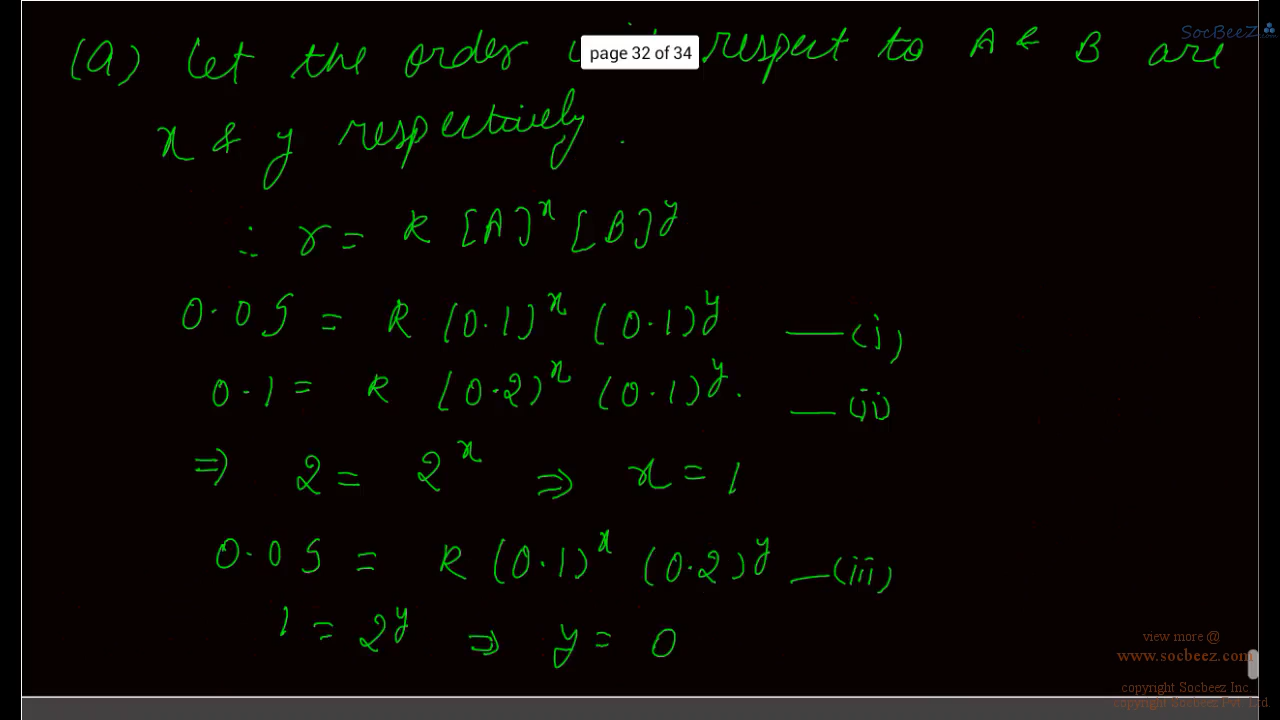 SocBeeZ
(a) Let the order respect to A & B are
page 32 of 34
x & y respectively.
∴ r = K [A]^x [B]^y
0.05 = K (0.1)^x (0.1)^y —(i)
0.1 = K (0.2)^x (0.1)^y. —(ii)
⇒ 2 = 2^x ⇒ x = 1
0.05 = K (0.1)^x (0.2)^y —(iii)
1 = 2^y ⇒ y = 0
view more @
www.socbeez.com
copyright Socbeez Inc.
copyright Socbeez Pvt. Ltd.